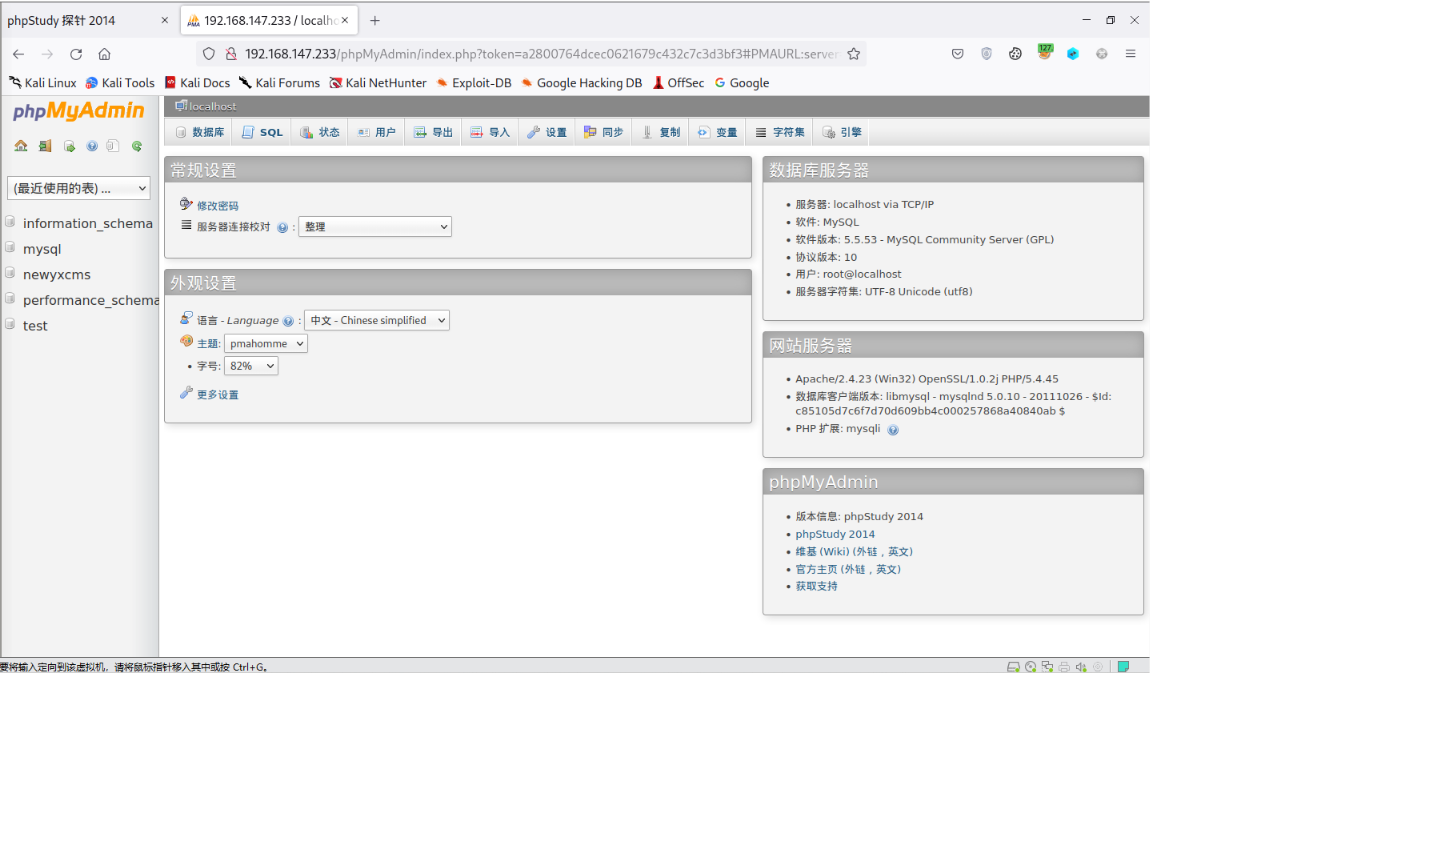 phpStudy 探针 2014
192.168.147.233 / localho
192.168.147.233/phpMyAdmin/index.php?token=a2800764dcec0621679c432c7c3d3bf3#PMAURL:server
127
Kali Linux Kali Tools Kali Docs Kali Forums Kali NetHunter Exploit-DB Google Hacking DB OffSec Google
phpMyAdmin
(最近使用的表) ...
information_schema
mysql
newyxcms
performance_schema
test
localhost
数据库 SQL 状态 用户 导出 导入 设置 同步 复制 变量 字符集 引擎
常规设置
修改密码
服务器连接校对 : 整理
外观设置
语言 - Language : 中文 - Chinese simplified
主题: pmahomme
• 字号: 82%
更多设置
数据库服务器
• 服务器: localhost via TCP/IP
• 软件: MySQL
• 软件版本: 5.5.53 - MySQL Community Server (GPL)
• 协议版本: 10
• 用户: root@localhost
• 服务器字符集: UTF-8 Unicode (utf8)
网站服务器
• Apache/2.4.23 (Win32) OpenSSL/1.0.2j PHP/5.4.45
• 数据库客户端版本: libmysql - mysqlnd 5.0.10 - 20111026 - $Id:
c85105d7c6f7d70d609bb4c000257868a40840ab $
• PHP 扩展: mysqli
phpMyAdmin
• 版本信息: phpStudy 2014
• phpStudy 2014
• 维基 (Wiki) (外链，英文)
• 官方主页 (外链，英文)
• 获取支持
要将输入定向到该虚拟机，请将鼠标指针移入其中或按 Ctrl+G。